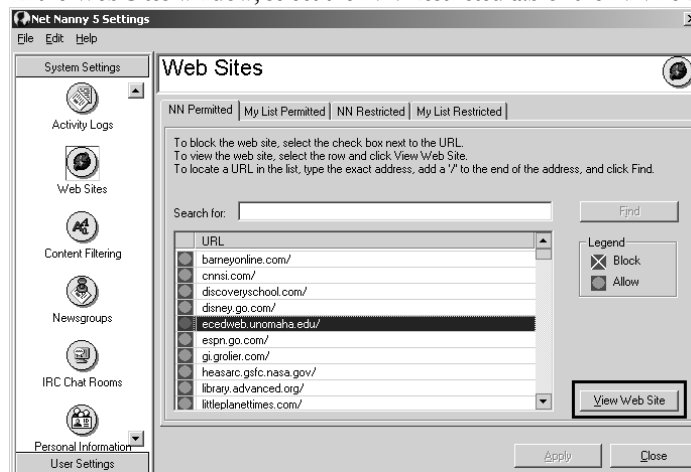 Net Nanny 5 Settings
File Edit Help
System Settings
Activity Logs
Web Sites
Content Filtering
Newsgroups
IRC Chat Rooms
Personal Information
User Settings
Web Sites
NN Permitted My List Permitted NN Restricted My List Restricted
To block the web site, select the check box next to the URL.
To view the web site, select the row and click View Web Site.
To locate a URL in the list, type the exact address, add a '/' to the end of the address, and click Find.
Search for:
Find
URL
barneyonline.com/
cnnsi.com/
discoveryschool.com/
disney.go.com/
ecedweb.unomaha.edu/
espn.go.com/
gi.grolier.com/
heasarc.gsfc.nasa.gov/
library.advanced.org/
littleplanettimes.com/
Legend
Block
Allow
View Web Site
Apply Close